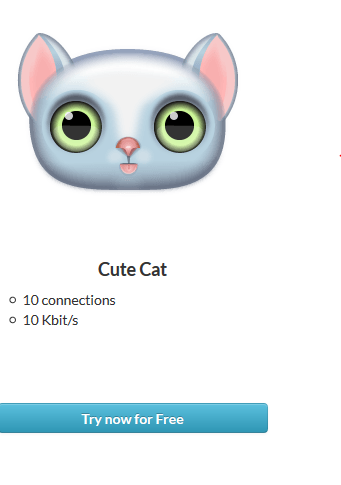 Cute Cat
10 connections
10 Kbit/s
Try now for Free